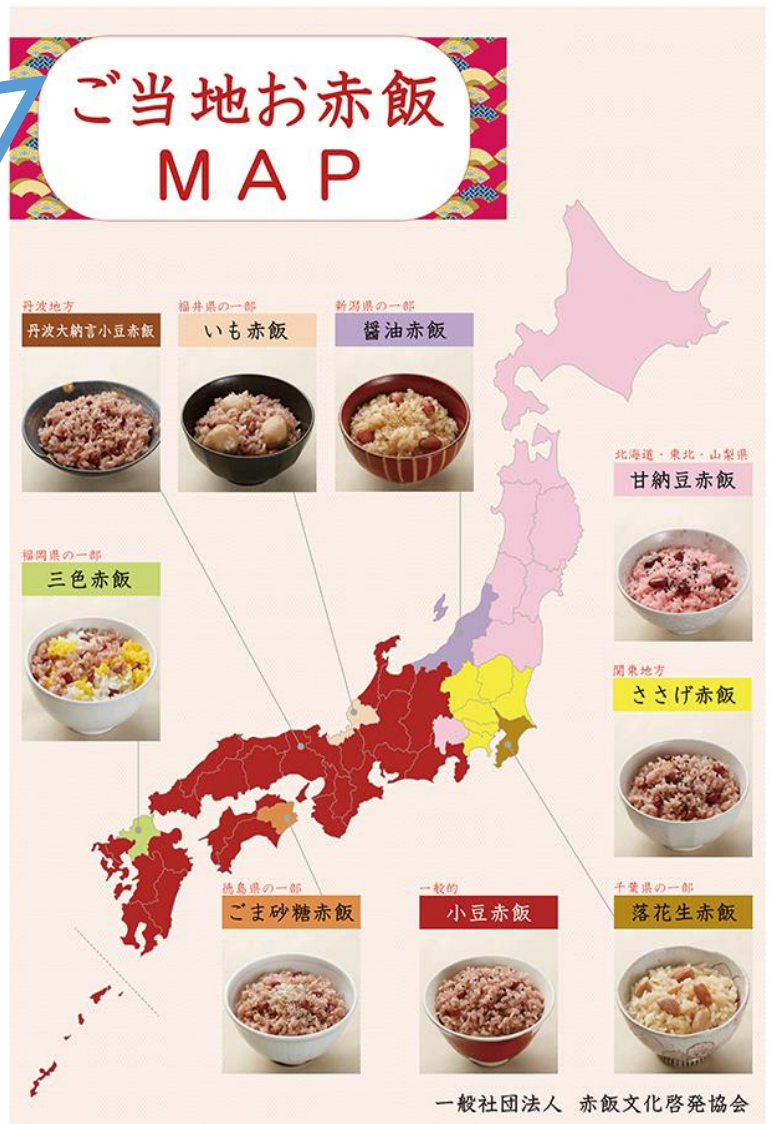 ご当地お赤飯
MAP
丹波地方
丹波大納言小豆赤飯
福井県の一部
いも赤飯
新潟県の一部
醤油赤飯
北海道・東北・山梨県
甘納豆赤飯
福岡県の一部
三色赤飯
関東地方
ささげ赤飯
徳島県の一部
ごま砂糖赤飯
一般的
小豆赤飯
千葉県の一部
落花生赤飯
一般社団法人 赤飯文化啓発協会